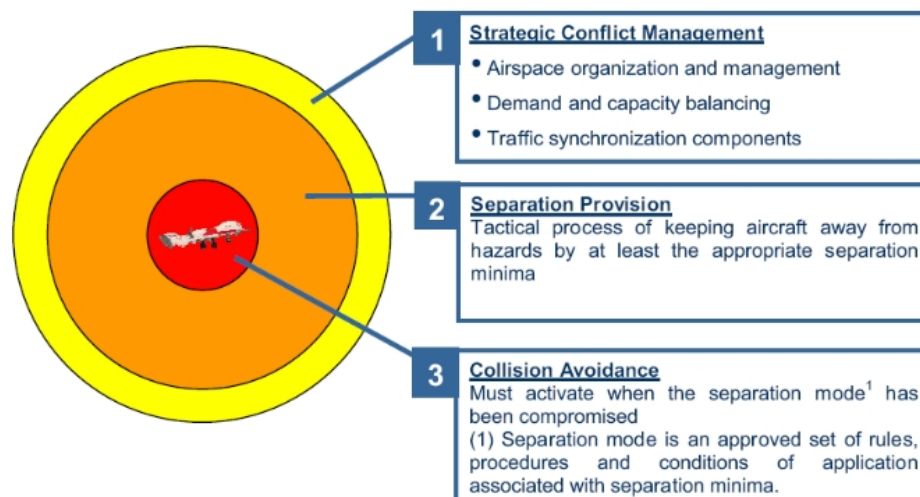 1
Strategic Conflict Management
• Airspace organization and management
• Demand and capacity balancing
• Traffic synchronization components
2
Separation Provision
Tactical process of keeping aircraft away from
hazards by at least the appropriate separation
minima
3
Collision Avoidance
Must activate when the separation mode¹ has
been compromised
(1) Separation mode is an approved set of rules,
procedures and conditions of application
associated with separation minima.